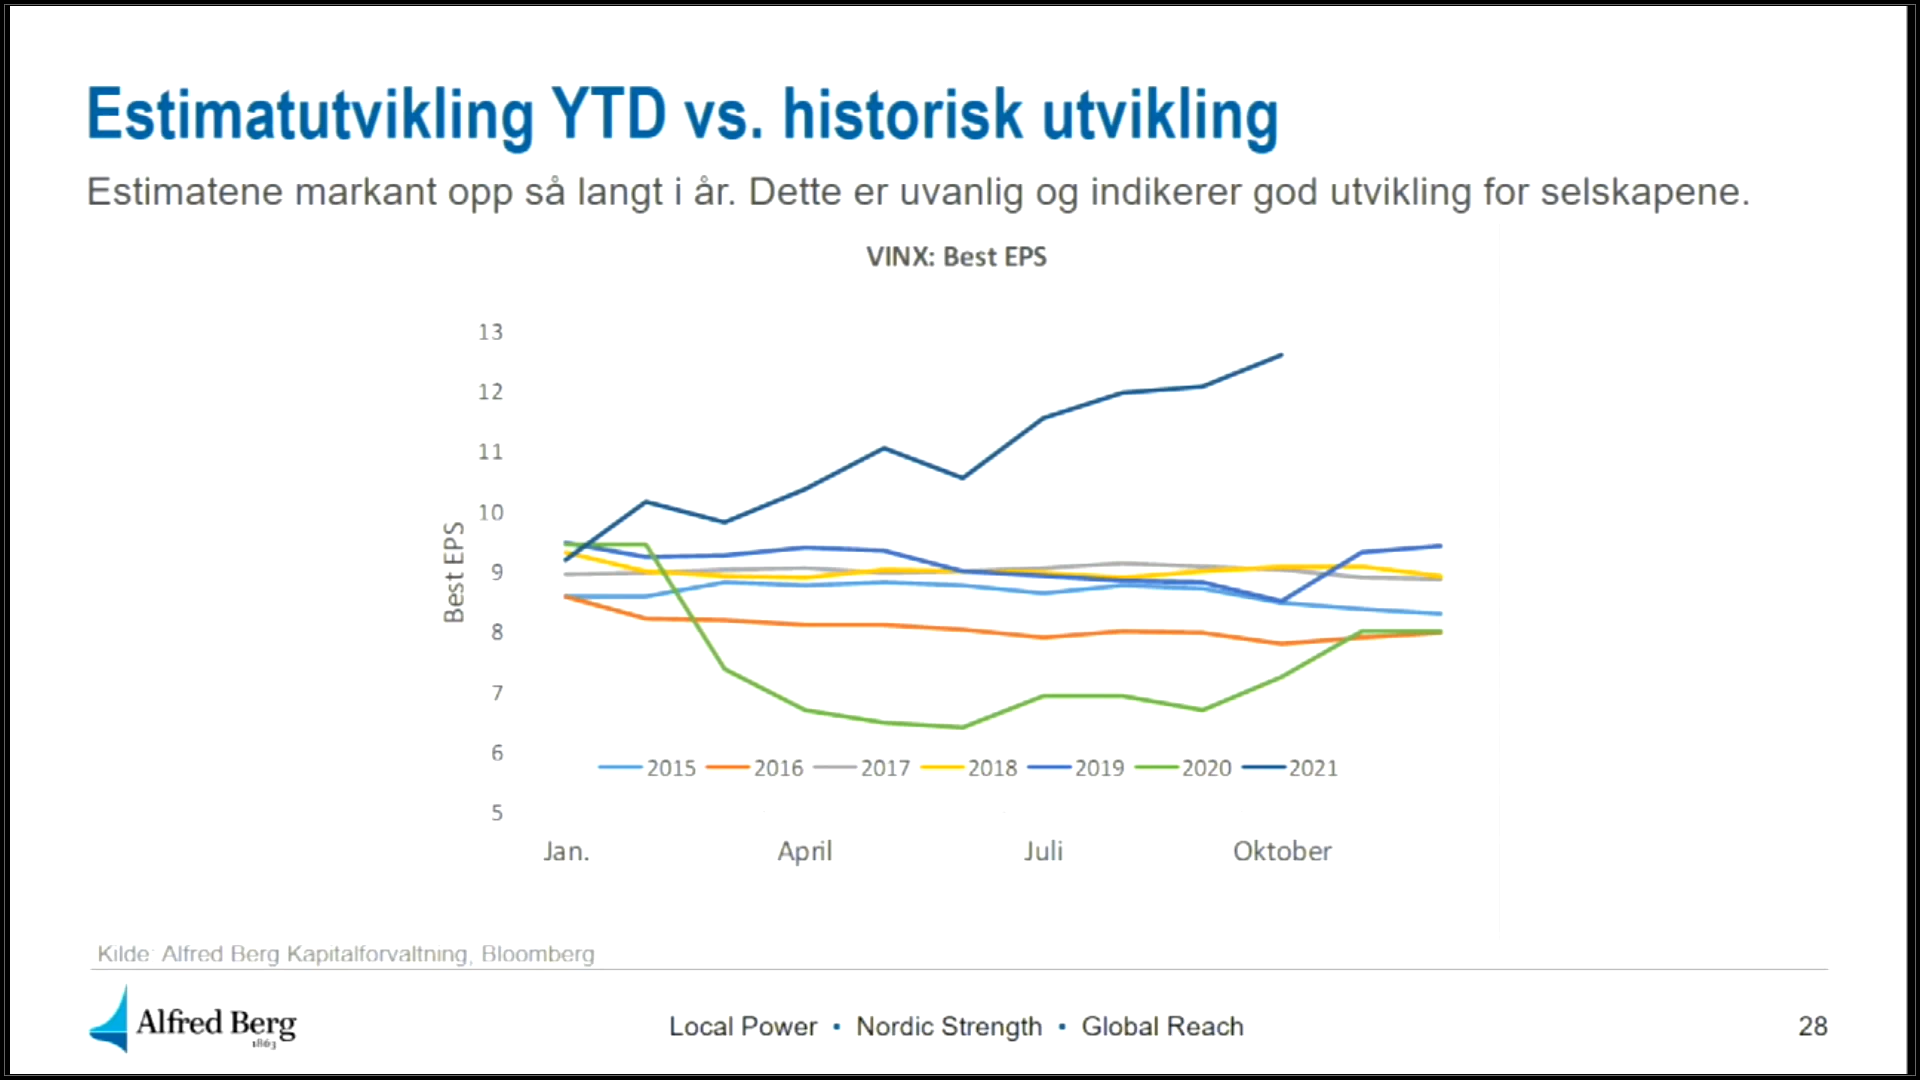 Estimatutvikling YTD vs. historisk utvikling
Estimatene markant opp så langt i år. Dette er uvanlig og indikerer god utvikling for selskapene.
VINX: Best EPS
13
12
11
10
9
8
7
6
5
Best EPS
2015 2016 2017 2018 2019 2020 2021
Jan. April Juli Oktober
Kilde: Alfred Berg Kapitalforvaltning, Bloomberg
Alfred Berg
1863
Local Power • Nordic Strength • Global Reach
28